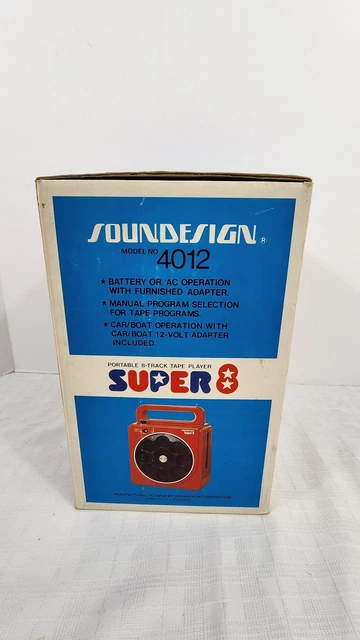 SOUNDESIGN ®
MODEL NO. 4012
★ BATTERY OR AC OPERATION
WITH FURNISHED ADAPTER.
★ MANUAL PROGRAM SELECTION
FOR TAPE PROGRAMS.
★ CAR/BOAT OPERATION WITH
CAR/BOAT 12-VOLT ADAPTER
INCLUDED.
PORTABLE 8-TRACK TAPE PLAYER
SUPER 8